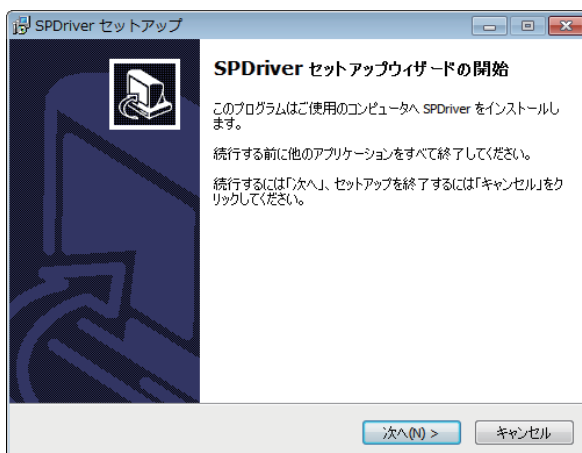 SPDriver セットアップ
SPDriver セットアップウィザードの開始
このプログラムはご使用のコンピュータへ SPDriver をインストールし
ます。
続行する前に他のアプリケーションをすべて終了してください。
続行するには「次へ」、セットアップを終了するには「キャンセル」をク
リックしてください。
次へ(N) >
キャンセル